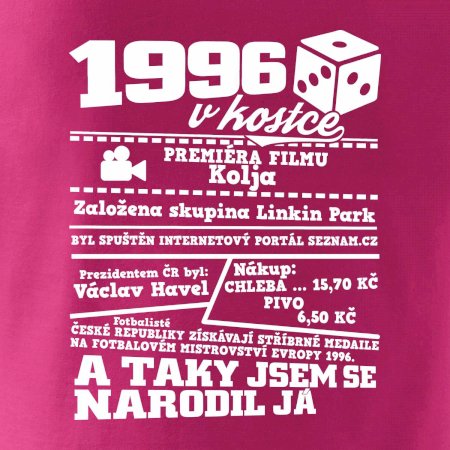 1996
v kostce
PREMIÉRA FILMU
Kolja
Založena skupina Linkin Park
BYL SPUŠTĚN INTERNETOVÝ PORTÁL SEZNAM.CZ
Prezidentem ČR byl:
Václav Havel
Nákup:
CHLEBA ... 15,70 KČ
PIVO
6,50 KČ
Fotbalisté
ČESKÉ REPUBLIKY ZÍSKÁVAJÍ STŘÍBRNÉ MEDAILE
NA FOTBALOVÉM MISTROVSTVÍ EVROPY 1996.
A TAKY JSEM SE
NARODIL JÁ